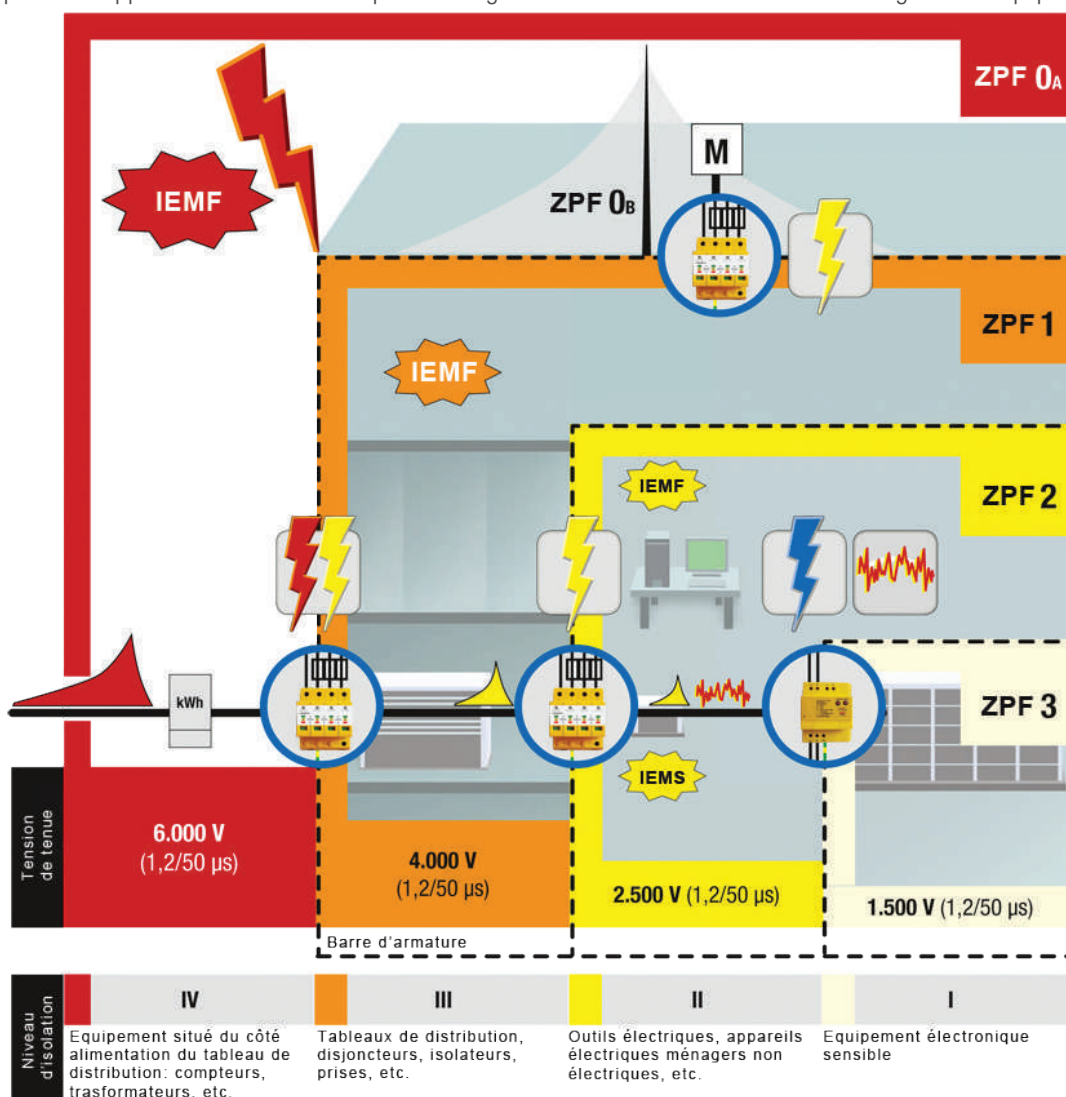 ZPF 0A
IEMF
M
ZPF 0B
ZPF 1
IEMF
ZPF 2
IEMF
kWh
ZPF 3
IEMS
Tension
de tenue
6.000 V
(1,2/50 µs)
4.000 V
(1,2/50 µs)
2.500 V (1,2/50 µs)
1.500 V (1,2/50 µs)
Barre d'armature
Niveau
d'isolation
IV
III
II
I
Equipement situé du côté
alimentation du tableau de
distribution: compteurs,
trasformateurs, etc.
Tableaux de distribution,
disjoncteurs, isolateurs,
prises, etc.
Outils électriques, appareils
électriques ménagers non
électriques, etc.
Equipement électronique
sensible